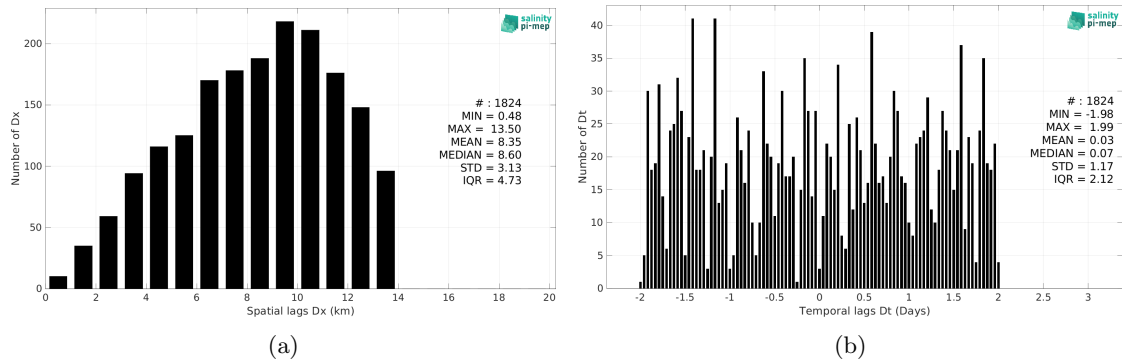 salinity
pi-mep
200
150
100
50
0
Number of Dx
# : 1824
MIN = 0.48
MAX = 13.50
MEAN = 8.35
MEDIAN = 8.60
STD = 3.13
IQR = 4.73
0 2 4 6 8 10 12 14 16 18 20
Spatial lags Dx (km)
(a)
salinity
pi-mep
40
35
30
25
20
15
10
5
0
Number of Dt
# : 1824
MIN = -1.98
MAX = 1.99
MEAN = 0.03
MEDIAN = 0.07
STD = 1.17
IQR = 2.12
-2 -1.5 -1 -0.5 0 0.5 1 1.5 2 2.5 3
Temporal lags Dt (Days)
(b)